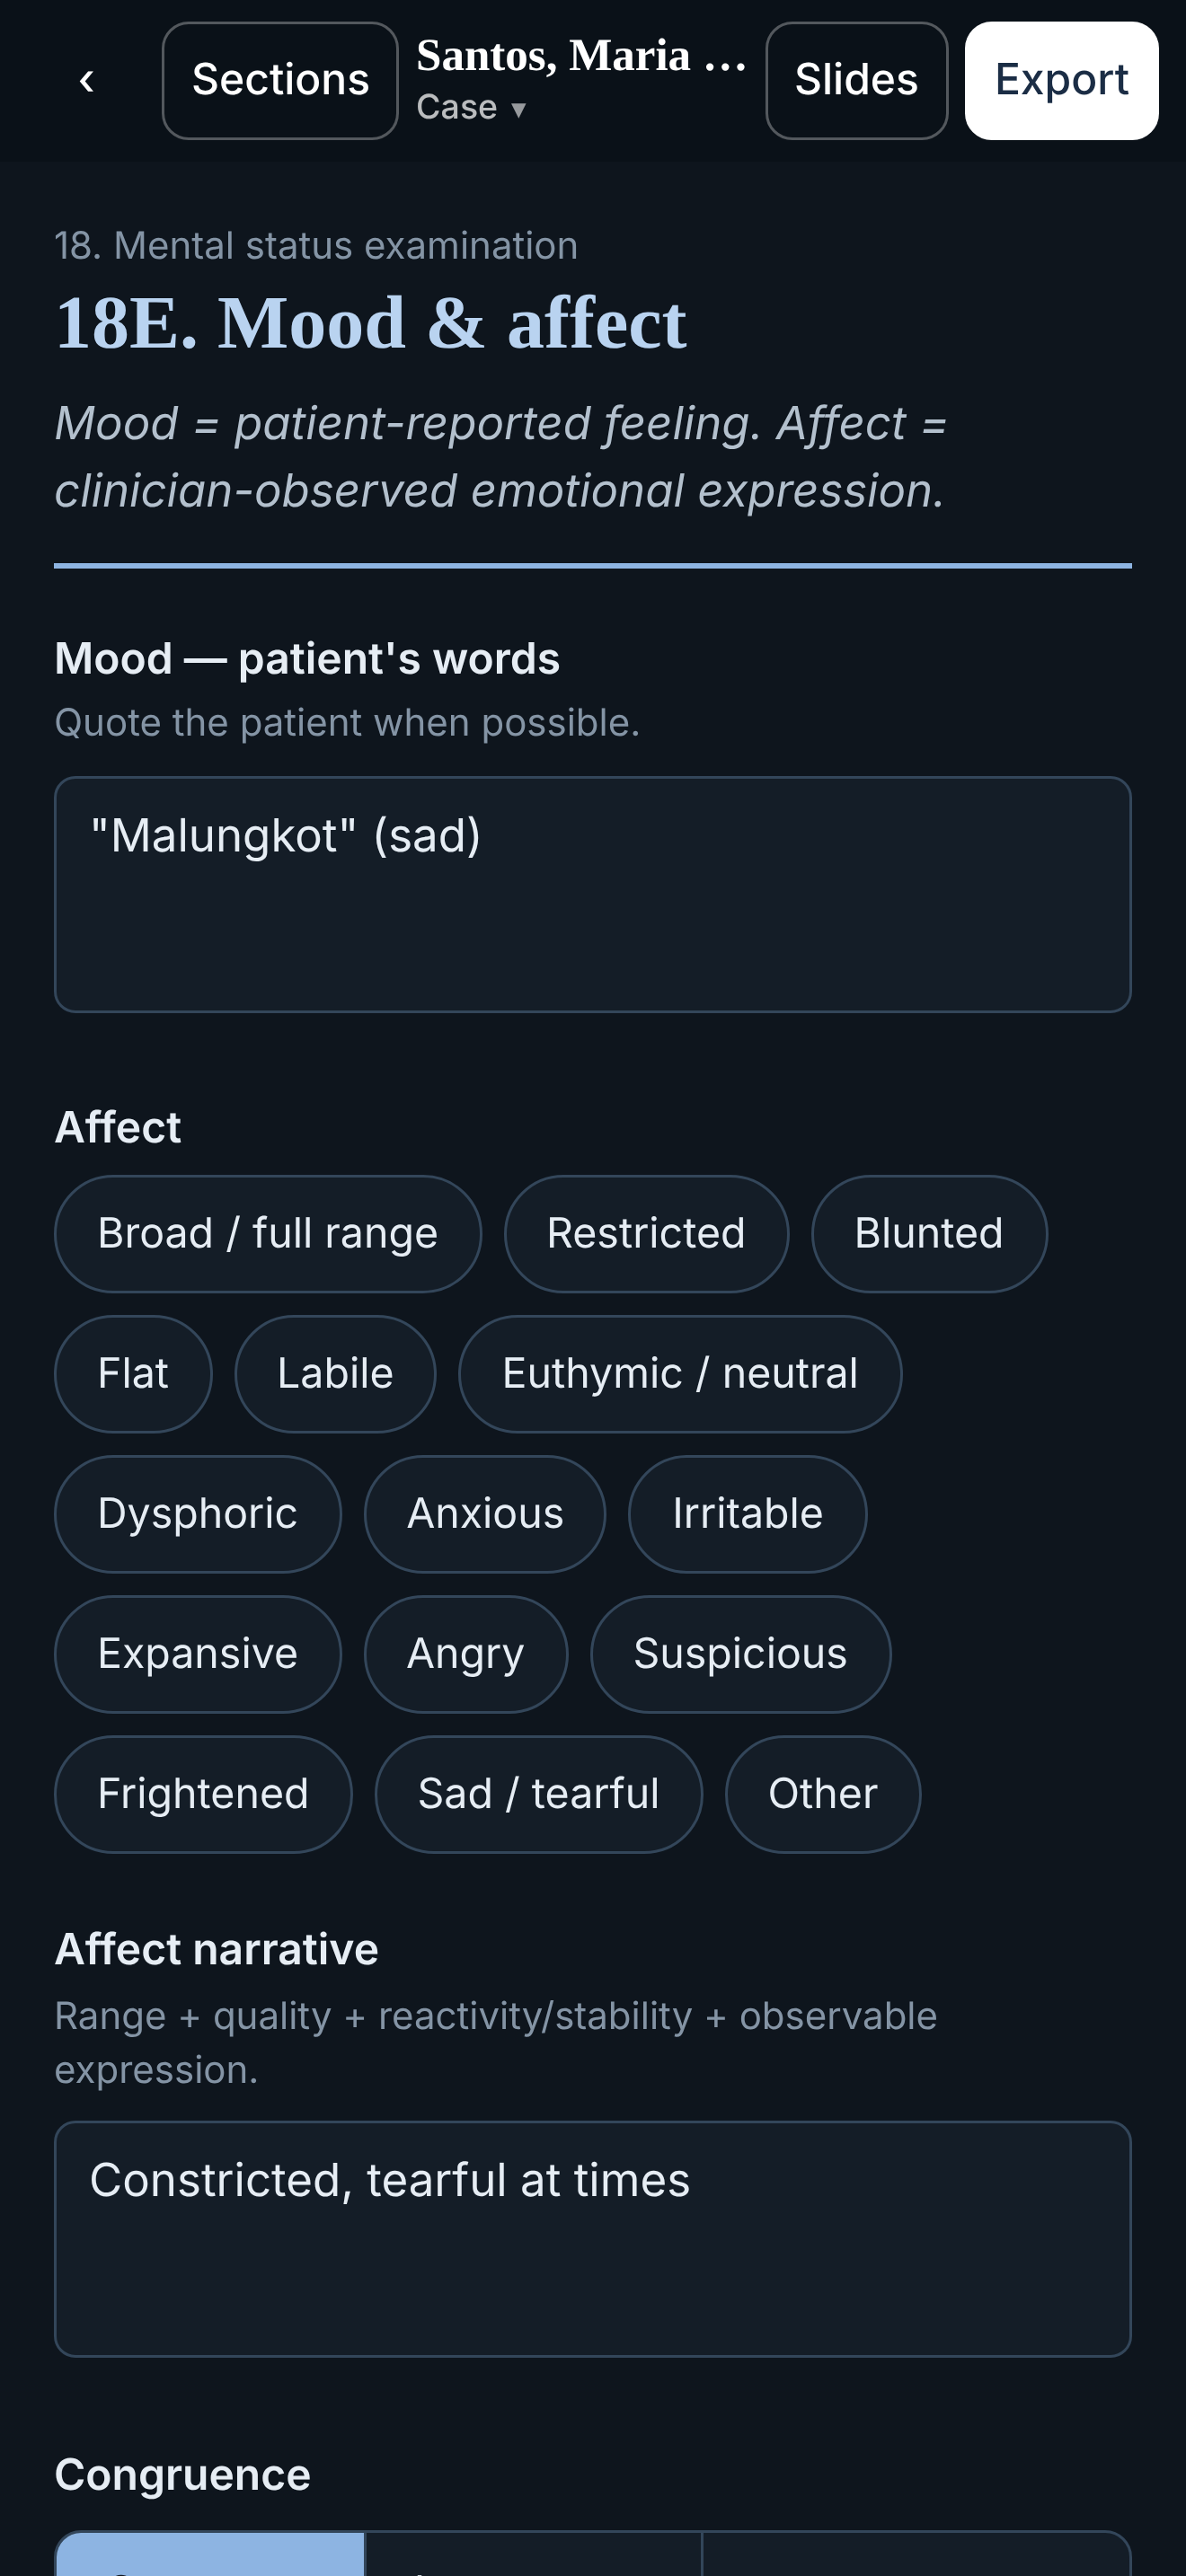 ‹ Sections Santos, Maria ... Slides Export
Case ▼
18. Mental status examination
18E. Mood & affect
Mood = patient-reported feeling. Affect =
clinician-observed emotional expression.
Mood — patient's words
Quote the patient when possible.
"Malungkot" (sad)
Affect
Broad / full range Restricted Blunted
Flat Labile Euthymic / neutral
Dysphoric Anxious Irritable
Expansive Angry Suspicious
Frightened Sad / tearful Other
Affect narrative
Range + quality + reactivity/stability + observable
expression.
Constricted, tearful at times
Congruence